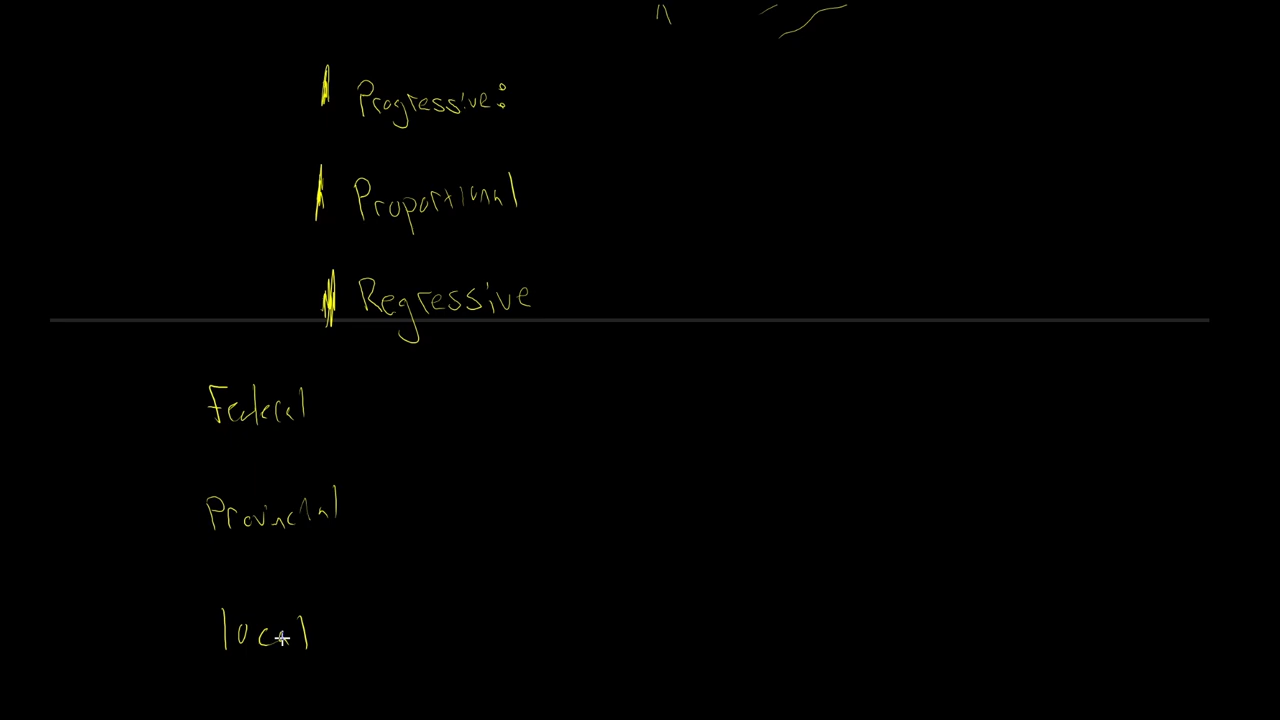 Progressive:
Proportional
Regressive
Federal
Provincial
local